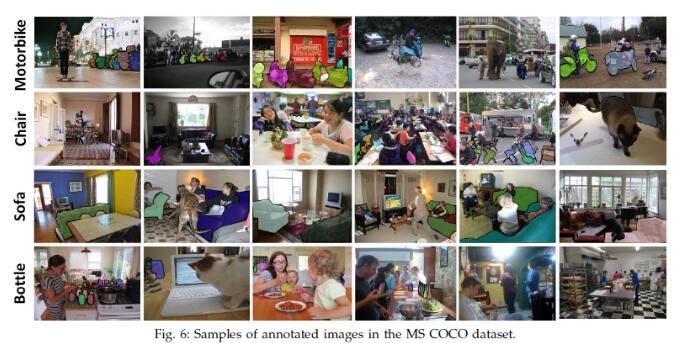 Motorbike
Chair
Sofa
Bottle
Fig. 6: Samples of annotated images in the MS COCO dataset.